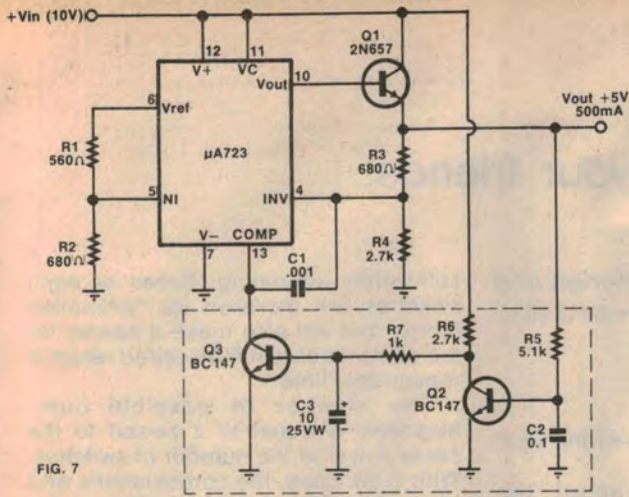 +Vin (10V)
Q1
2N657
12
11
V+
VC
10
Vout
6
Vref
Vout +5V
500mA
R1
560Ω
µA723
R3
680Ω
5
NI
INV
4
R2
680Ω
V−
COMP
7
13
C1
.001
R4
2.7k
R7
1k
R6
2.7k
R5
5.1k
Q3
BC147
Q2
BC147
C3
10
25VW
+
C2
0.1
FIG. 7